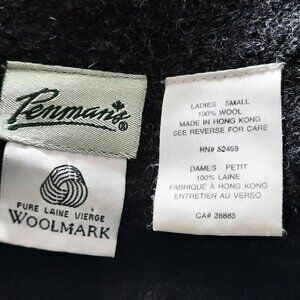 Penmans®
PURE LAINE VIERGE
WOOLMARK
LADIES SMALL
100% WOOL
MADE IN HONG KONG
SEE REVERSE FOR CARE
RN# 52469
DAMES PETIT
100% LAINE
FABRIQUÉ À HONG KONG
ENTRETIEN AU VERSO
CA# 28885